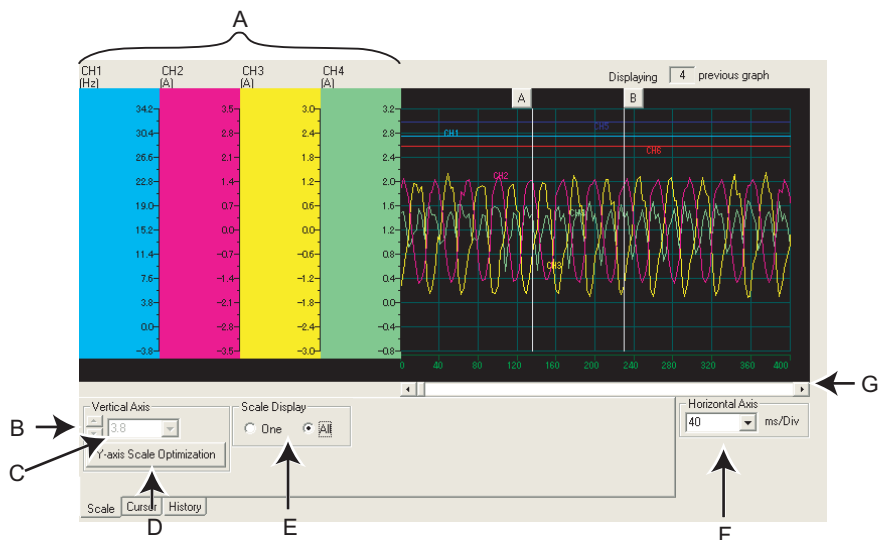 A
CH1 CH2 CH3 CH4
(Hz) (A) (A) (A)
Displaying 4 previous graph
A B
34.2 3.5 3.0 3.2
30.4 2.8 2.4 2.8
26.6 2.1 1.8 2.4
22.8 1.4 1.2 2.0
19.0 0.7 0.6 1.6
15.2 0.0 0.0 1.2
11.4 -0.7 -0.6 0.8
7.6 -1.4 -1.2 0.4
3.8 -2.1 -1.8 0.0
0.0 -2.8 -2.4 -0.4
-3.8 -3.5 -3.0 -0.8
CH5
CH1
CH6
CH2
CH3
0 40 80 120 160 200 240 280 320 360 400
G
Vertical Axis
B
3.8
C
Y-axis Scale Optimization
Scale Display
One All
Horizontal Axis
40 ms/Div
Scale Cursor History
D E F